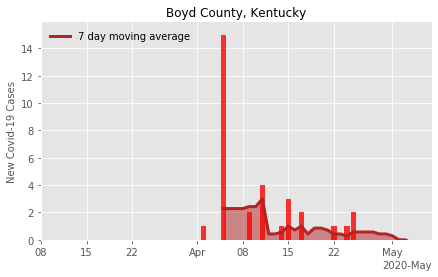 Boyd County, Kentucky
7 day moving average
New Covid-19 Cases
14
12
10
8
6
4
2
0
08 15 22 Apr 08 15 22 May
2020-May